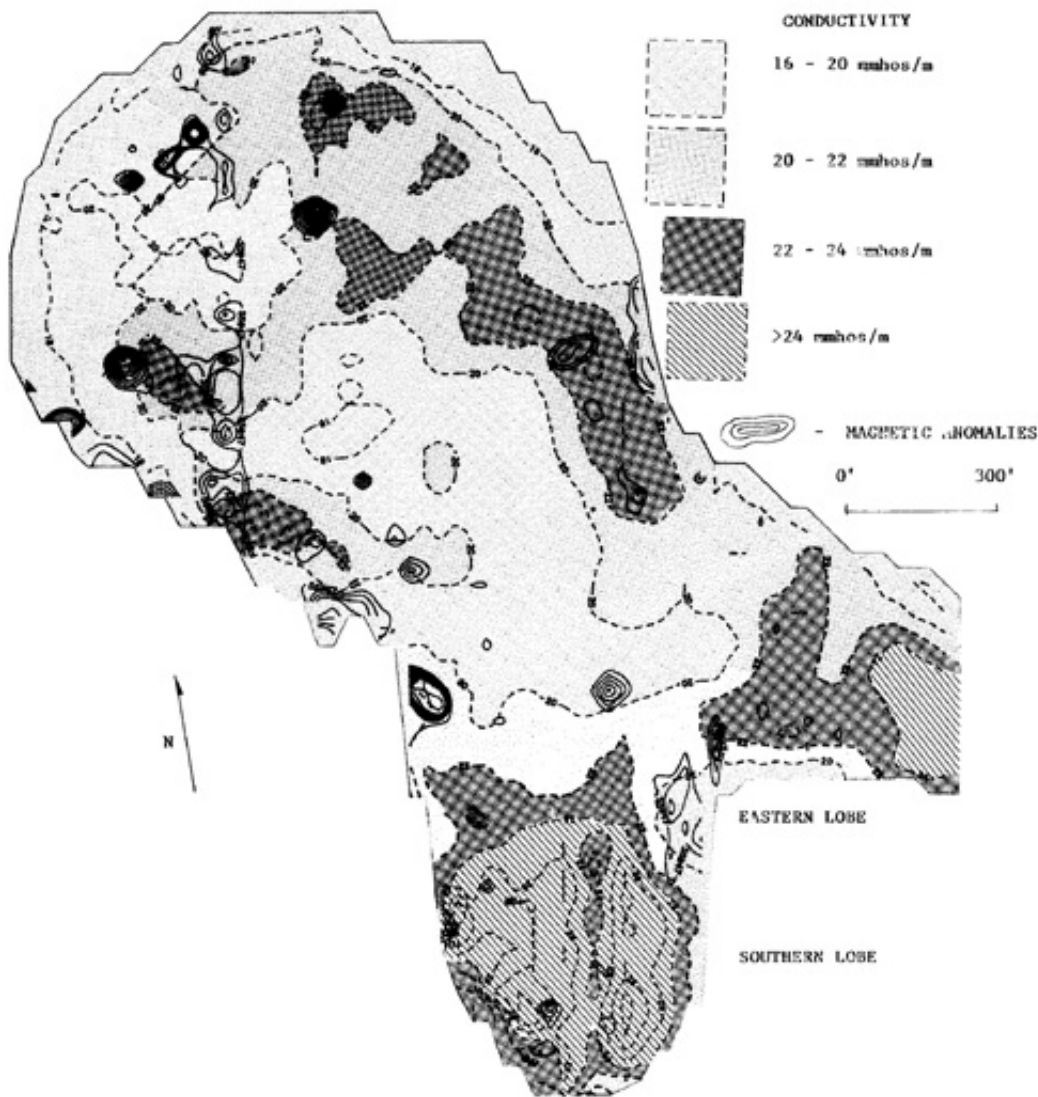 CONDUCTIVITY
16 - 20 mmhos/m
20 - 22 mmhos/m
22 - 24 mmhos/m
>24 mmhos/m
- MAGNETIC ANOMALIES
0' 300'
N
EASTERN LOBE
SOUTHERN LOBE